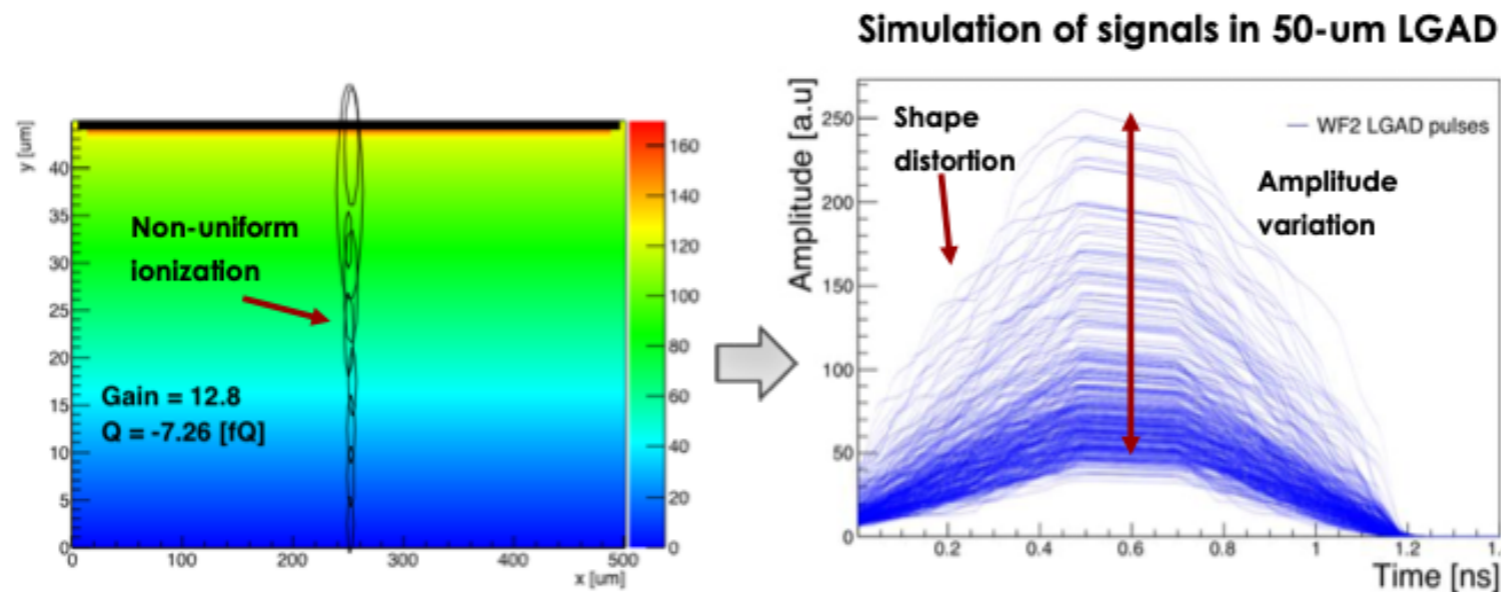 Simulation of signals in 50-um LGAD
y [um]
40
35
30
25
20
15
10
5
0
Non-uniform
ionization
Gain = 12.8
Q = -7.26 [fQ]
0 100 200 300 400 500
x [um]
160
140
120
100
80
60
40
20
0
Amplitude [a.u]
250
200
150
100
50
0
Shape
distortion
WF2 LGAD pulses
Amplitude
variation
0.2 0.4 0.6 0.8 1 1.2 1.
Time [ns]